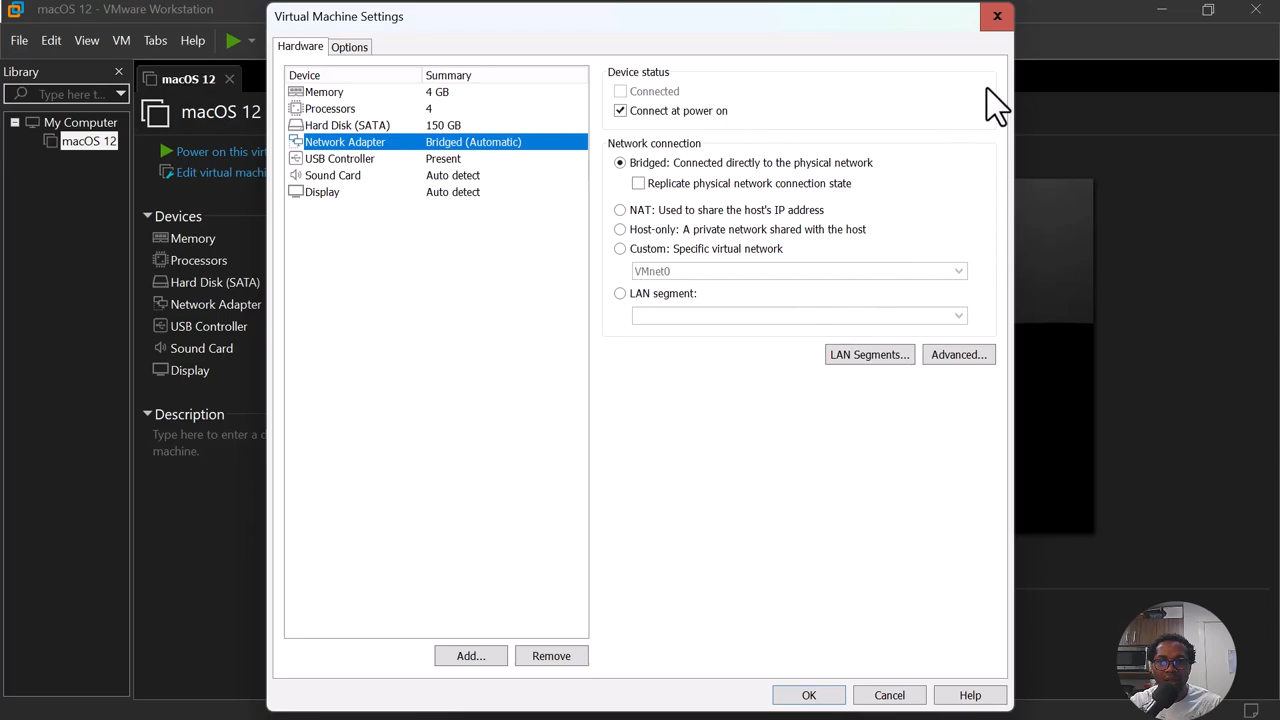 macOS 12 - VMware Workstation
File Edit View VM Tabs Help
Library
Type here t...
My Computer
macOS 12
macOS 12
macOS 12
Power on this virt
Edit virtual machin
Devices
Memory
Processors
Hard Disk (SATA)
Network Adapter
USB Controller
Sound Card
Display
Description
Type here to enter a d
machine.
Virtual Machine Settings
Hardware Options
Device Summary
Memory 4 GB
Processors 4
Hard Disk (SATA) 150 GB
Network Adapter Bridged (Automatic)
USB Controller Present
Sound Card Auto detect
Display Auto detect
Add... Remove
Device status
Connected
Connect at power on
Network connection
Bridged: Connected directly to the physical network
Replicate physical network connection state
NAT: Used to share the host's IP address
Host-only: A private network shared with the host
Custom: Specific virtual network
VMnet0
LAN segment:
LAN Segments... Advanced...
OK Cancel Help